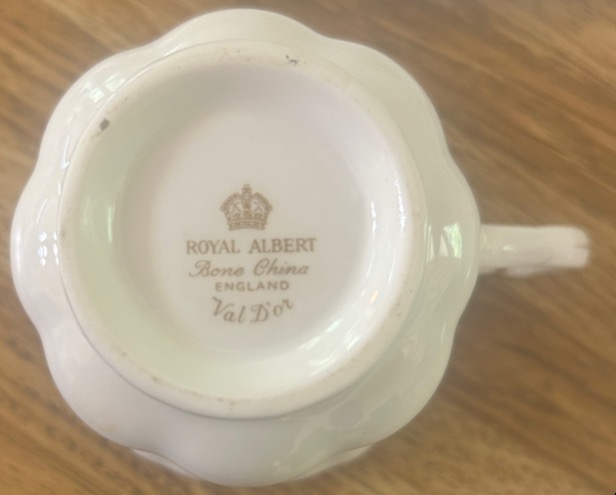 ROYAL ALBERT
Bone China
ENGLAND
Val D'or